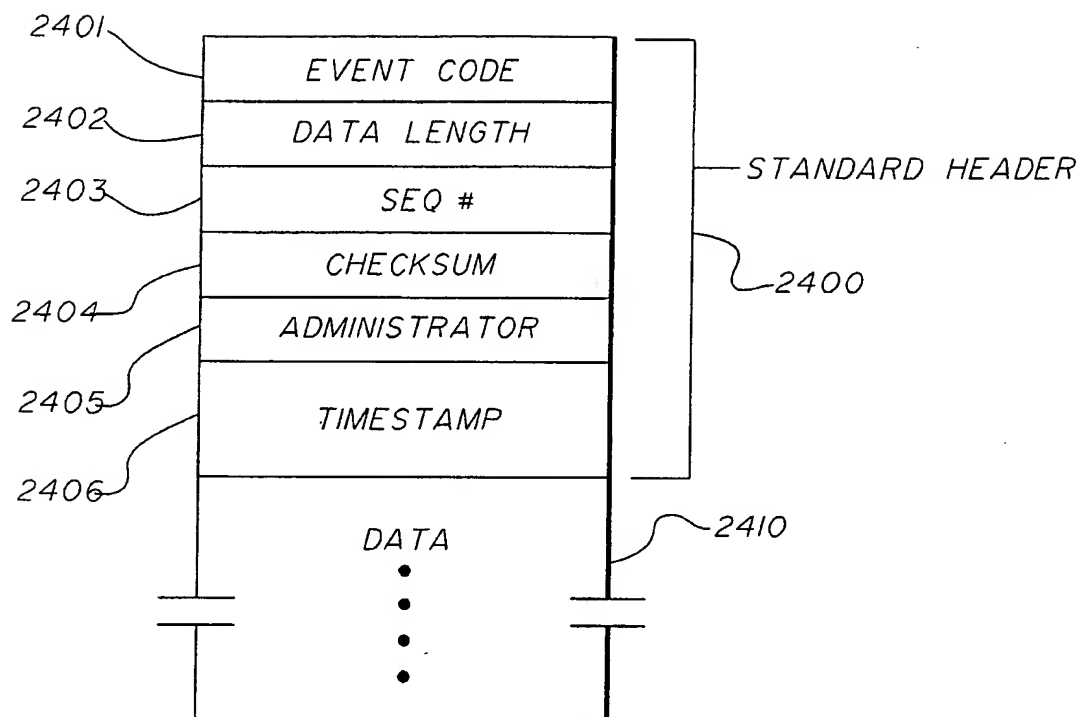 2401
EVENT CODE
2402
DATA LENGTH
STANDARD HEADER
2403
SEQ #
2404
CHECKSUM
2400
2405
ADMINISTRATOR
2406
TIMESTAMP
DATA
2410